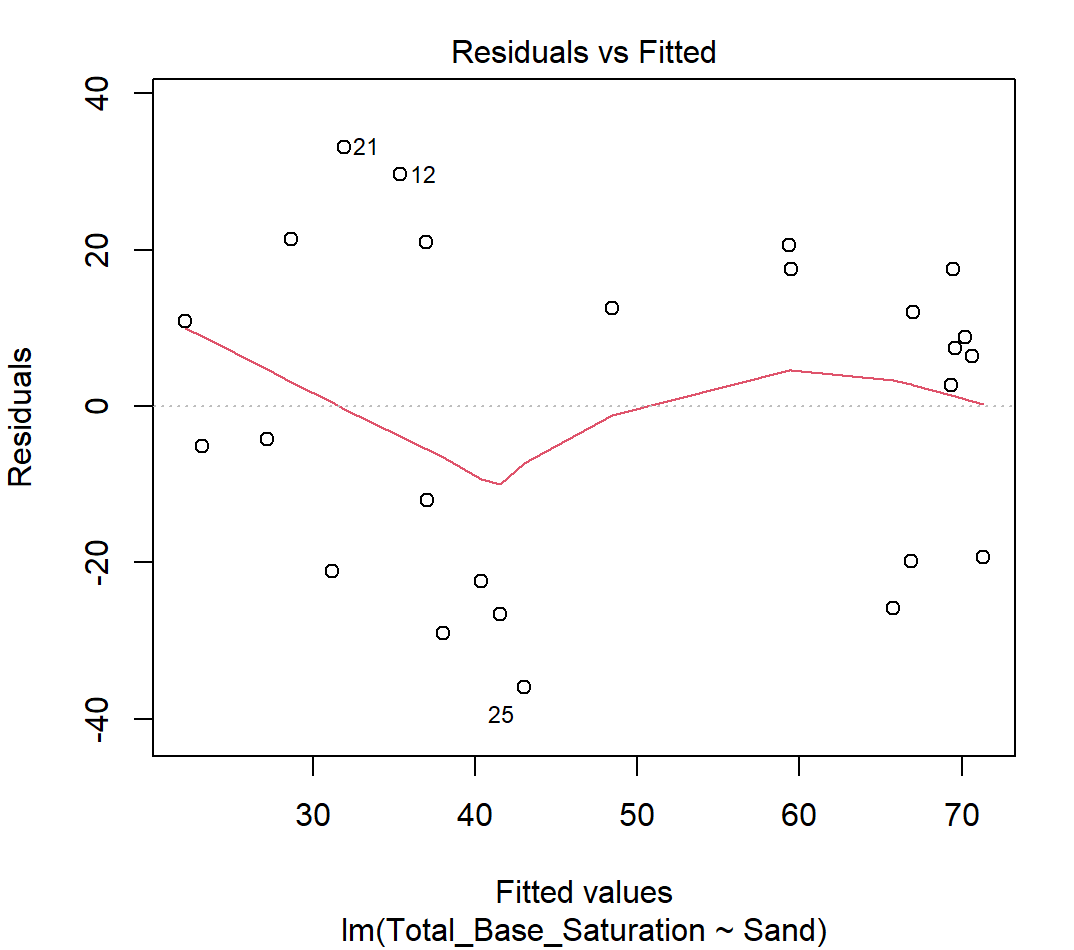 Residuals vs Fitted
40
20
0
-20
-40
Residuals
21
12
25
30 40 50 60 70
Fitted values
lm(Total_Base_Saturation ~ Sand)